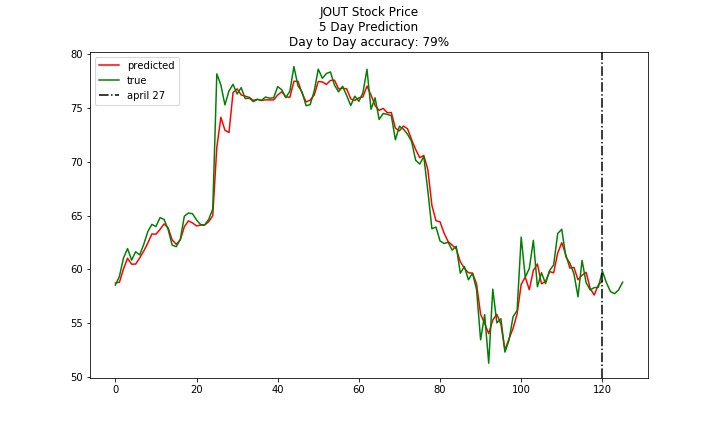 JOUT Stock Price
5 Day Prediction
Day to Day accuracy: 79%
predicted
true
april 27
80
75
70
65
60
55
50
0 20 40 60 80 100 120